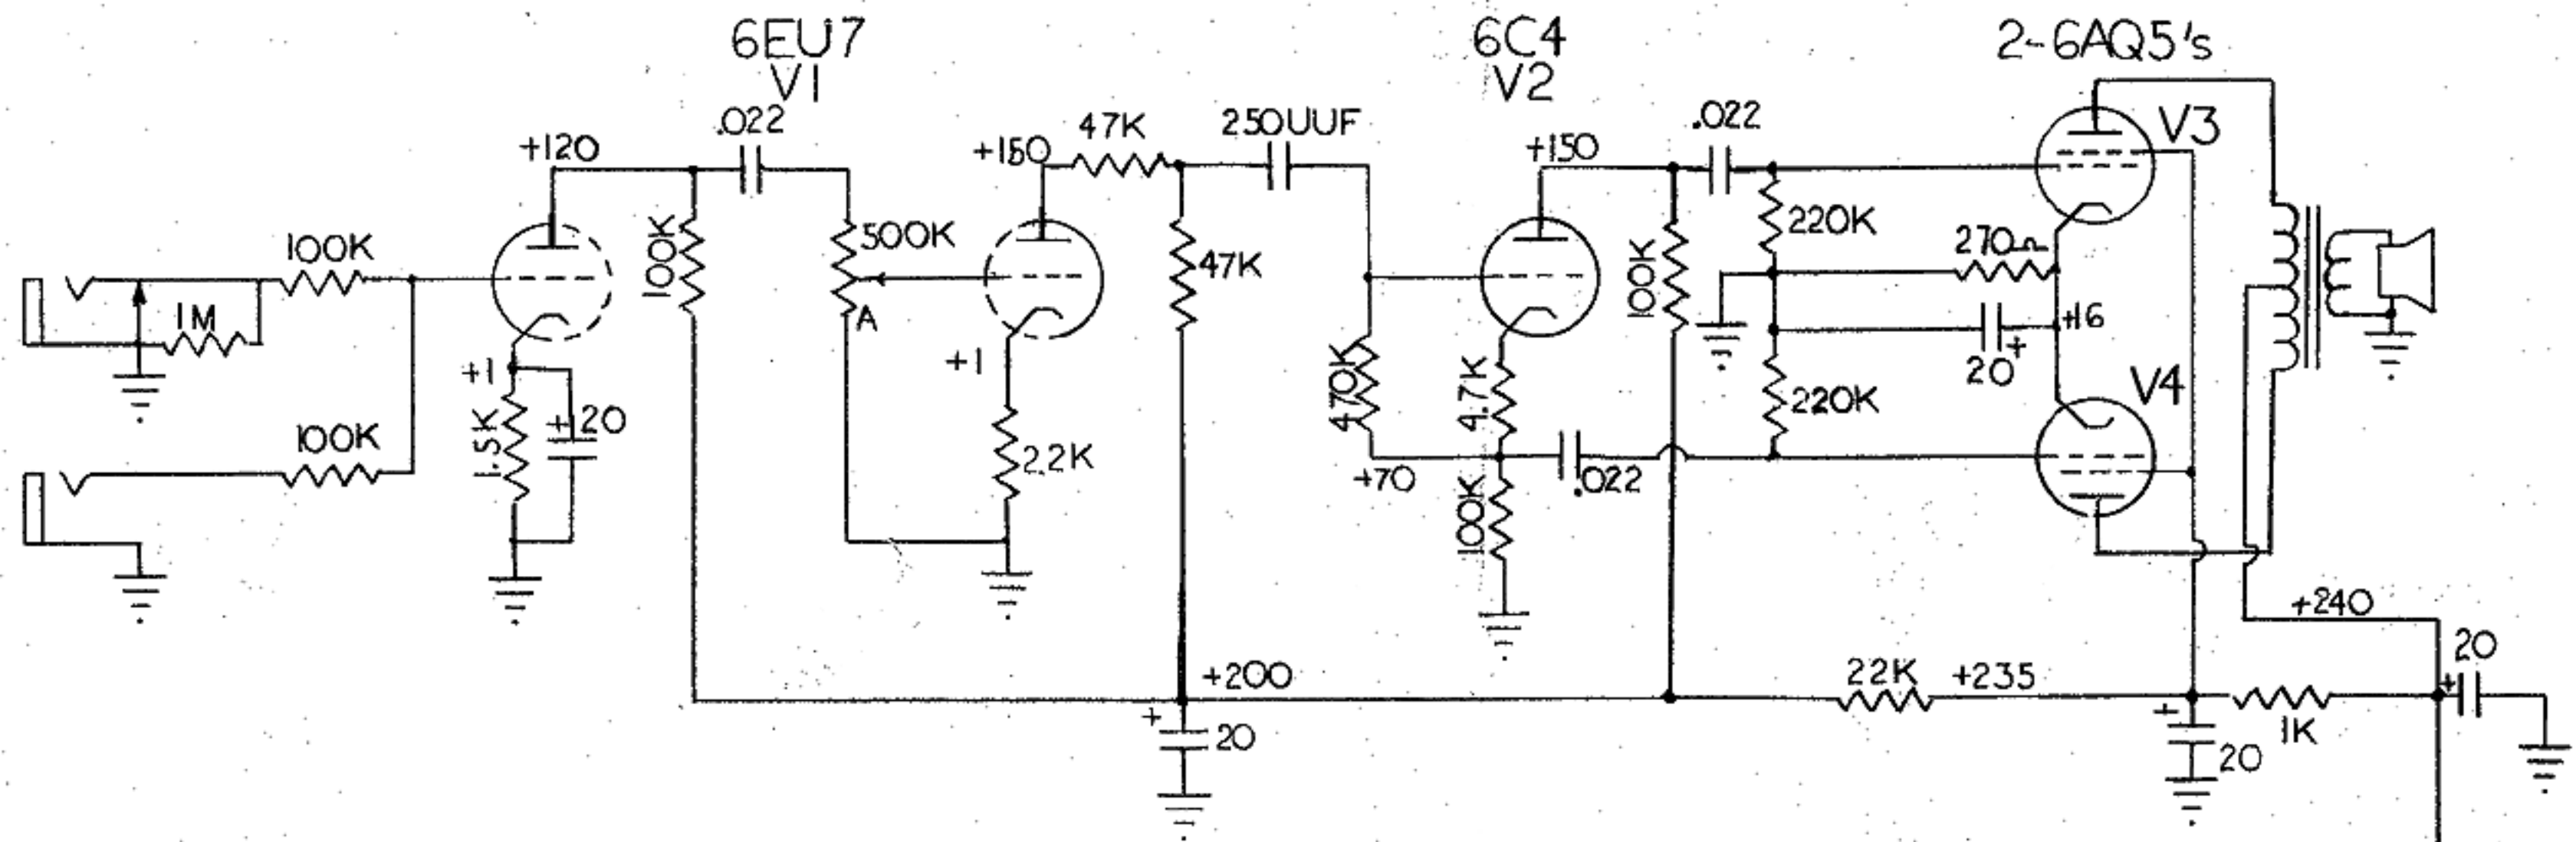 6EU7
V1
6C4
V2
2-6AQ5's
.022
+120
+150
47K
250UUF
+150
.022
V3
100K
100K
500K
A
47K
100K
220K
270Ω
1M
+1
+1
470K
4.7K
20
+
+16
V4
220K
100K
1.5K
+ 20
2.2K
+70
.022
100K
+240
+200
22K
+235
20
+
+
20
+
20
1K